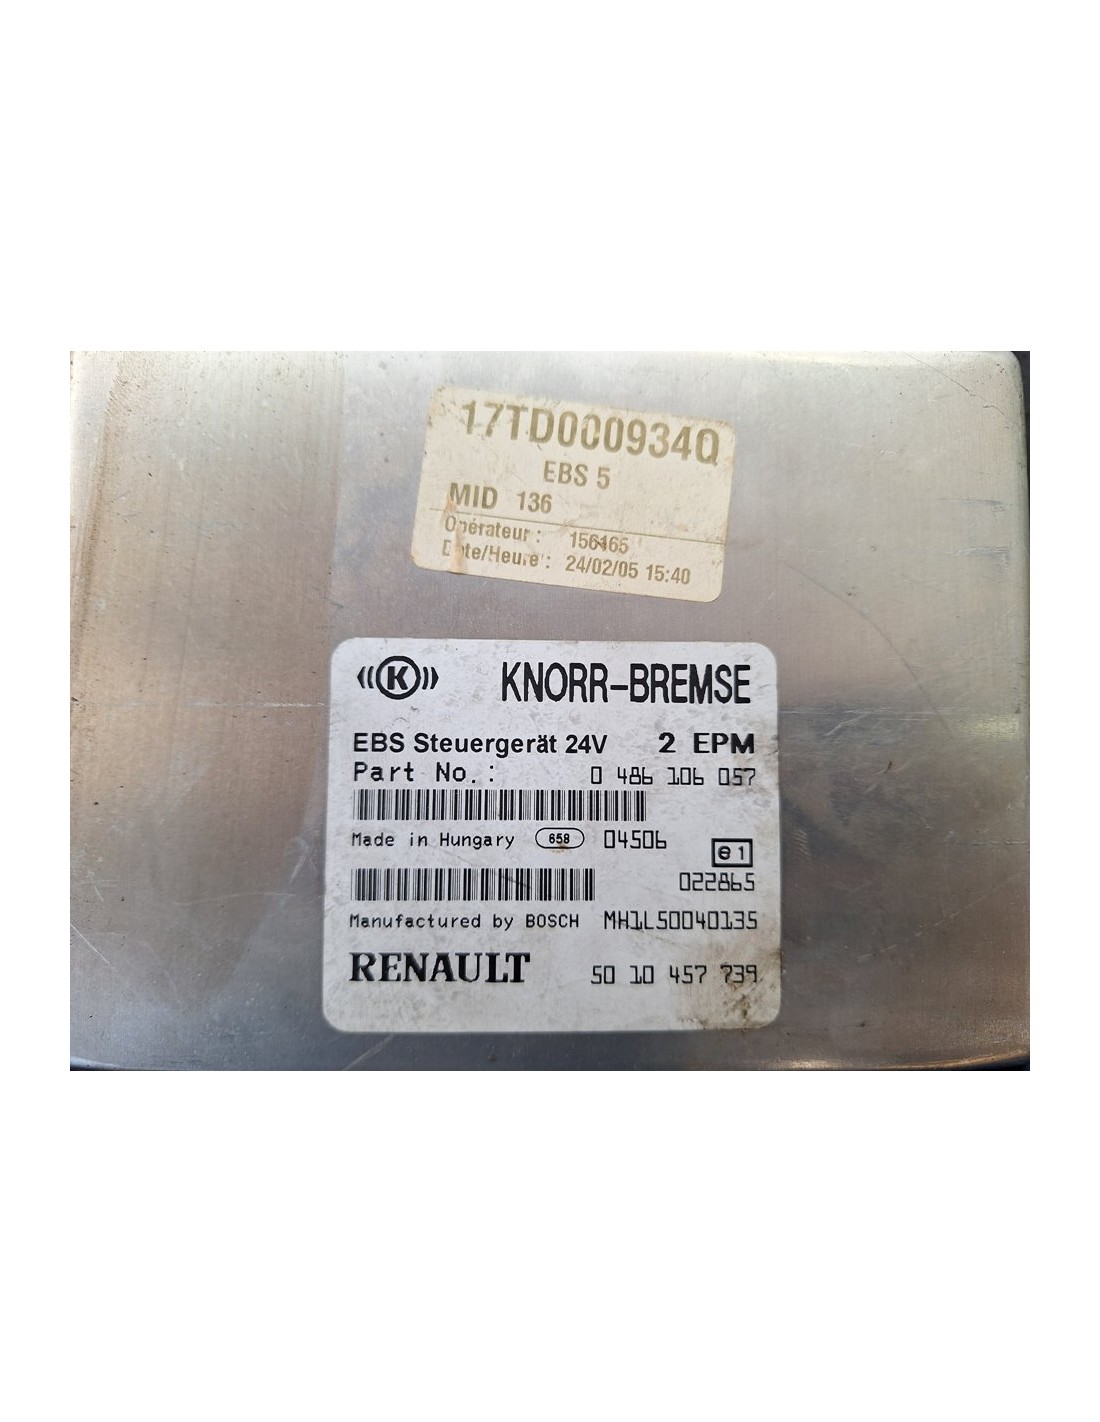 17TD000934Q
EBS 5
MID 136
Opérateur : 156165
Date/Heure : 24/02/05 15:40
K KNORR-BREMSE
EBS Steuergerät 24V 2 EPM
Part No.: 0 486 106 057
Made in Hungary 658 04506
e1
022865
Manufactured by BOSCH MH1L50040135
RENAULT 50 10 457 739